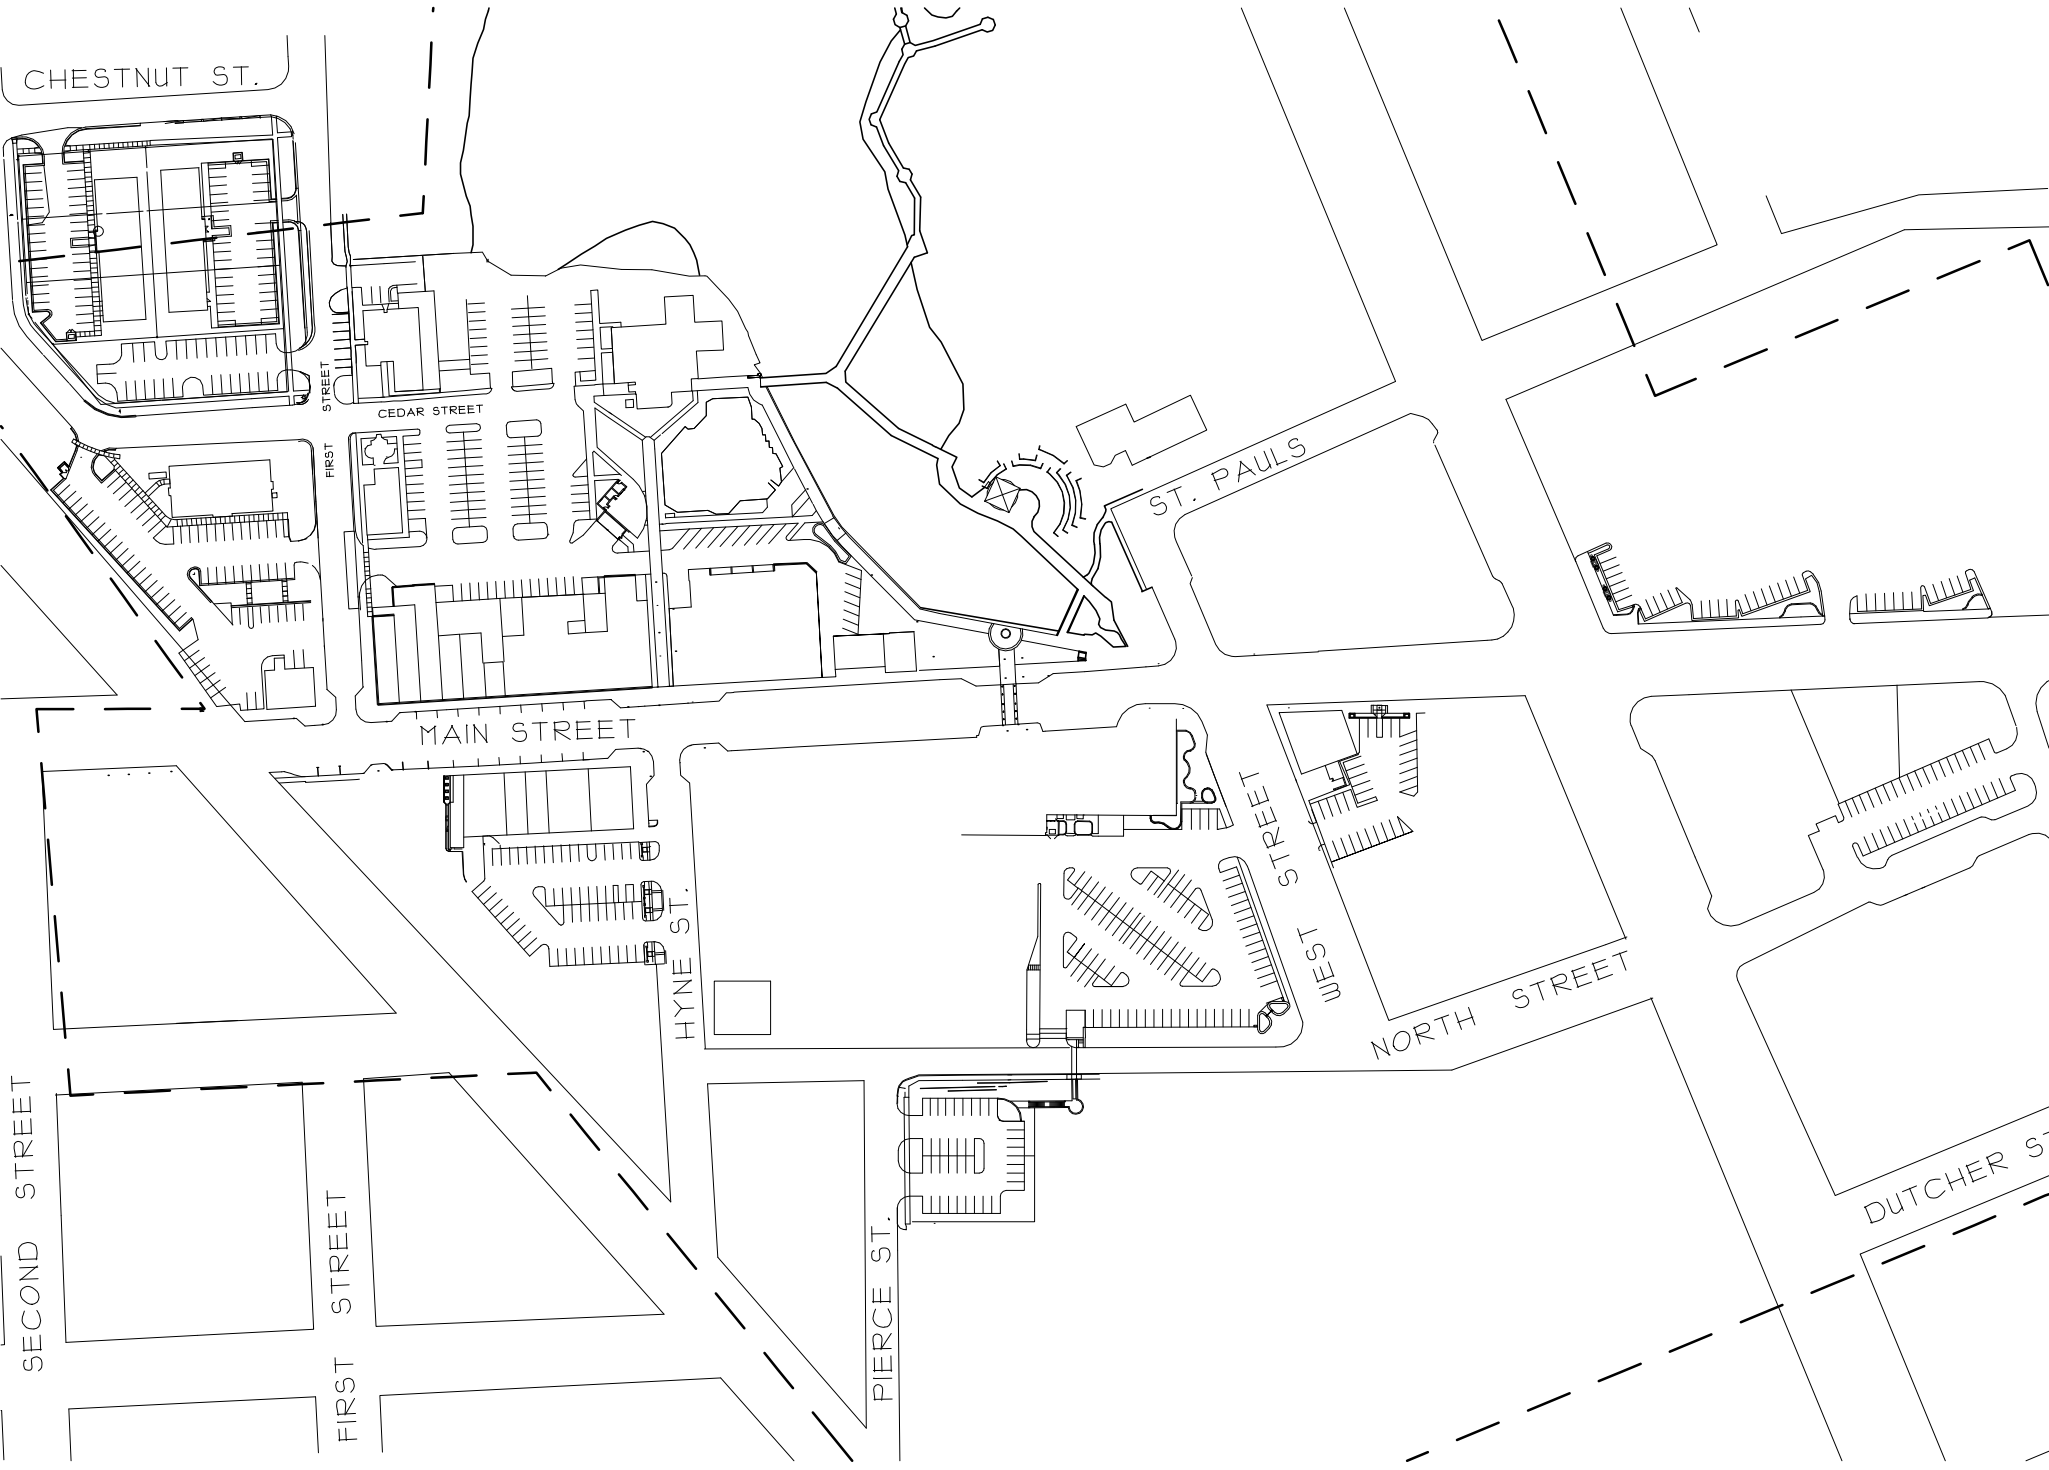 CHESTNUT ST.
FIRST STREET
CEDAR STREET
ST. PAULS
MAIN STREET
WEST STREET
HYNE ST.
NORTH STREET
SECOND STREET
FIRST STREET
PIERCE ST.
DUTCHER ST